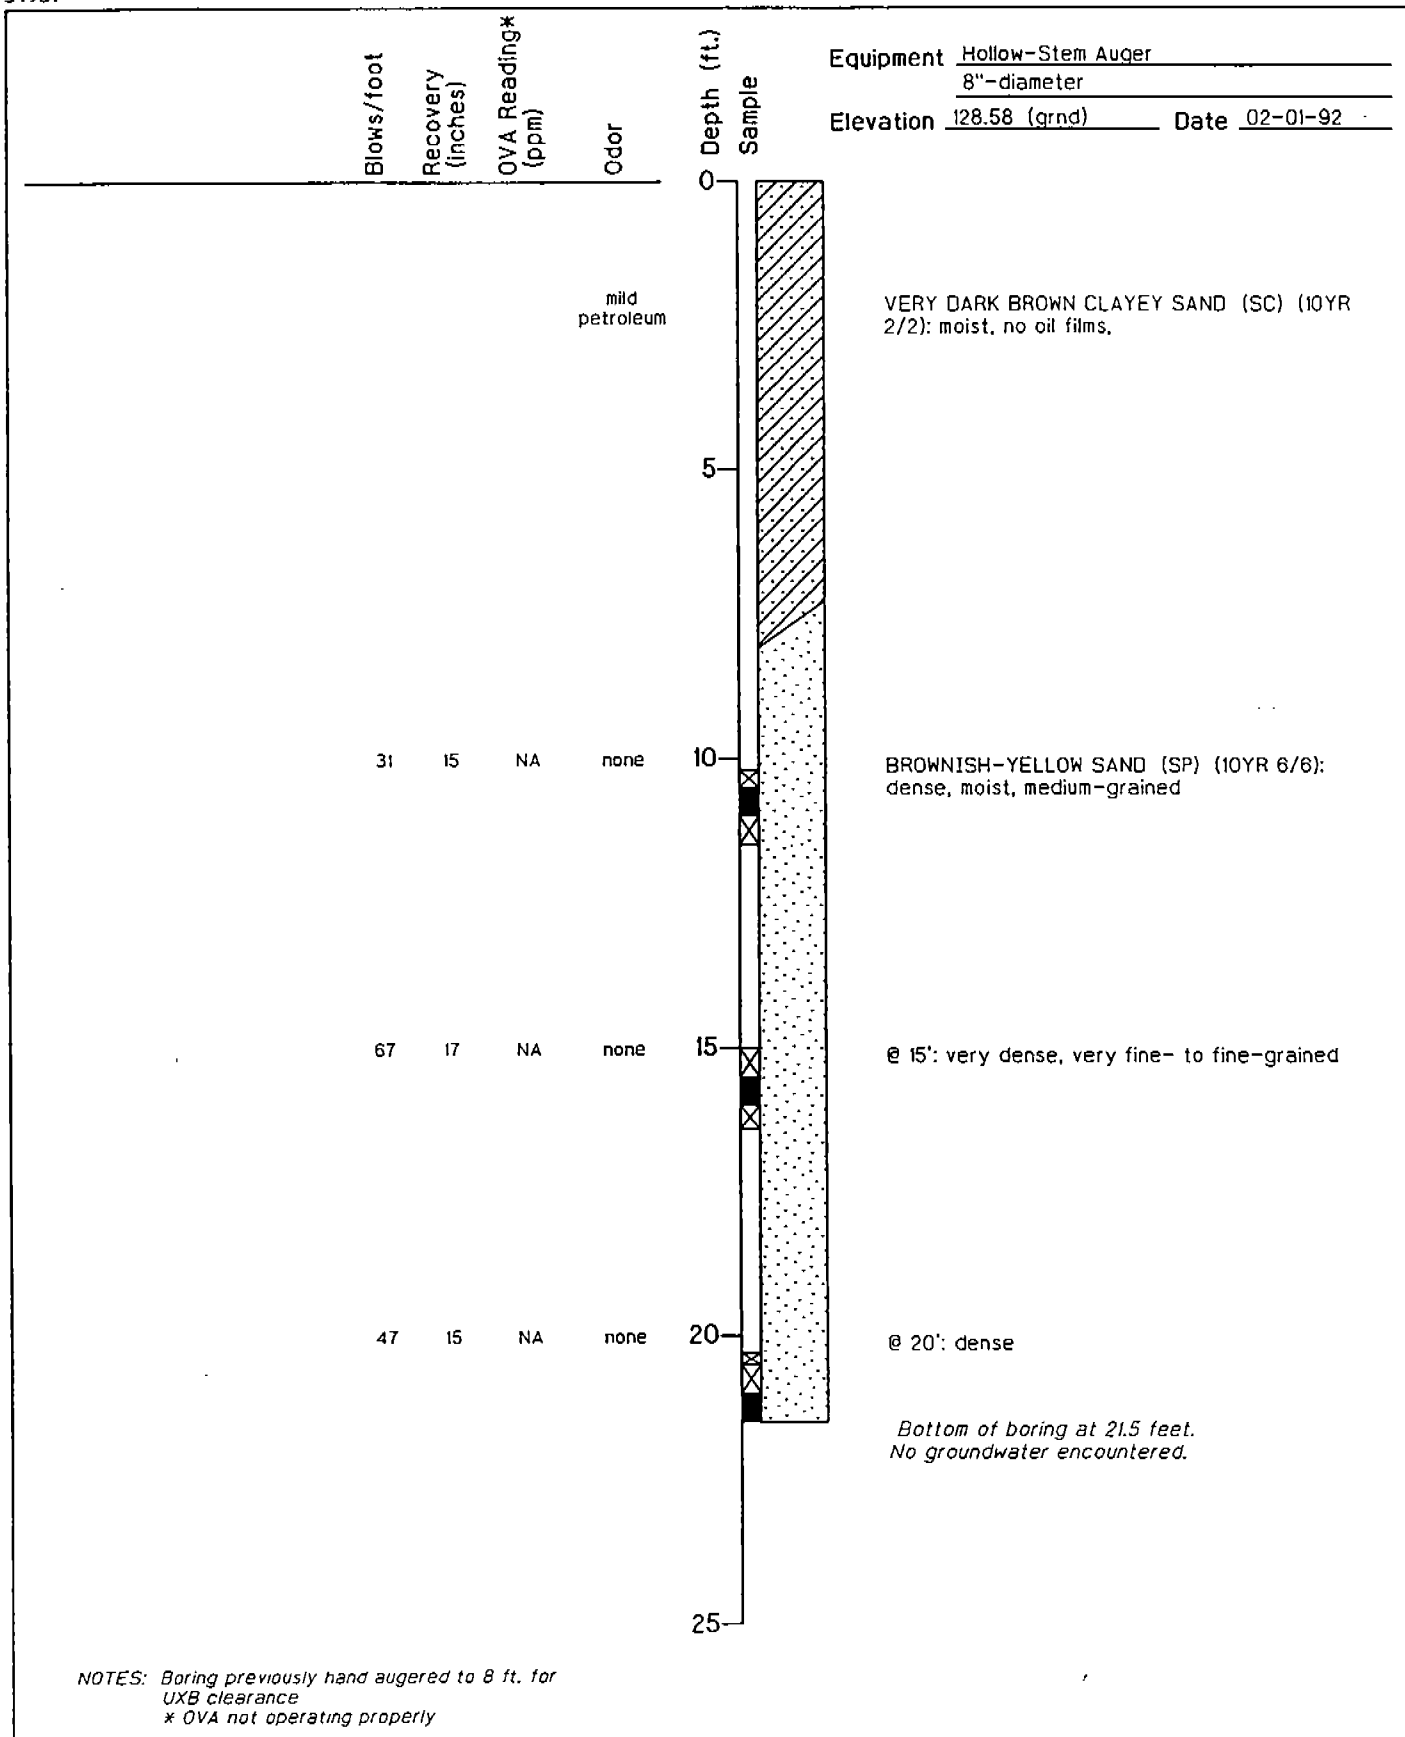 Blows/foot
Recovery
(inches)
OVA Reading*
(ppm)
Odor
Depth (ft.)
Sample
Equipment Hollow-Stem Auger
8"-diameter
Elevation 128.58 (grnd) Date 02-01-92
0
mild
petroleum
VERY DARK BROWN CLAYEY SAND (SC) (10YR
2/2): moist, no oil films,
5
31 15 NA none 10
BROWNISH-YELLOW SAND (SP) (10YR 6/6):
dense, moist, medium-grained
67 17 NA none 15 @ 15': very dense, very fine- to fine-grained
47 15 NA none 20 @ 20': dense
Bottom of boring at 21.5 feet.
No groundwater encountered.
25
NOTES: Boring previously hand augered to 8 ft. for
UXB clearance
* OVA not operating properly